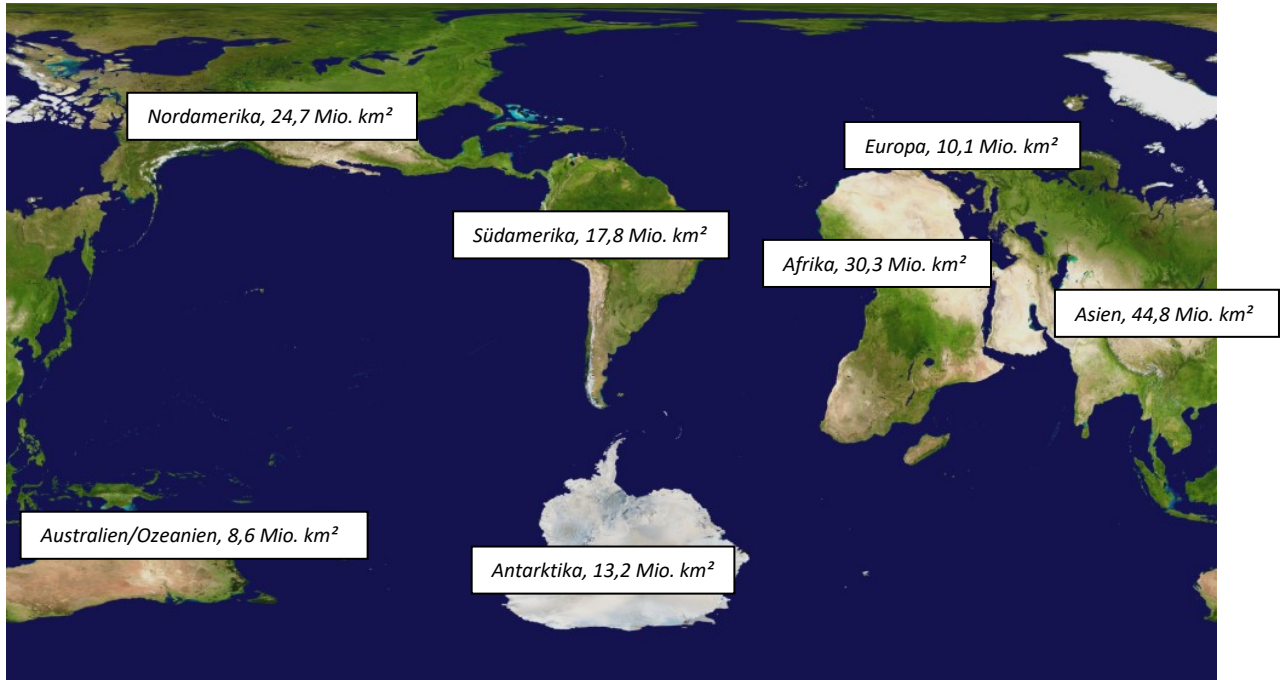 Nordamerika, 24,7 Mio. km²
Europa, 10,1 Mio. km²
Südamerika, 17,8 Mio. km²
Afrika, 30,3 Mio. km²
Asien, 44,8 Mio. km²
Australien/Ozeanien, 8,6 Mio. km²
Antarktika, 13,2 Mio. km²